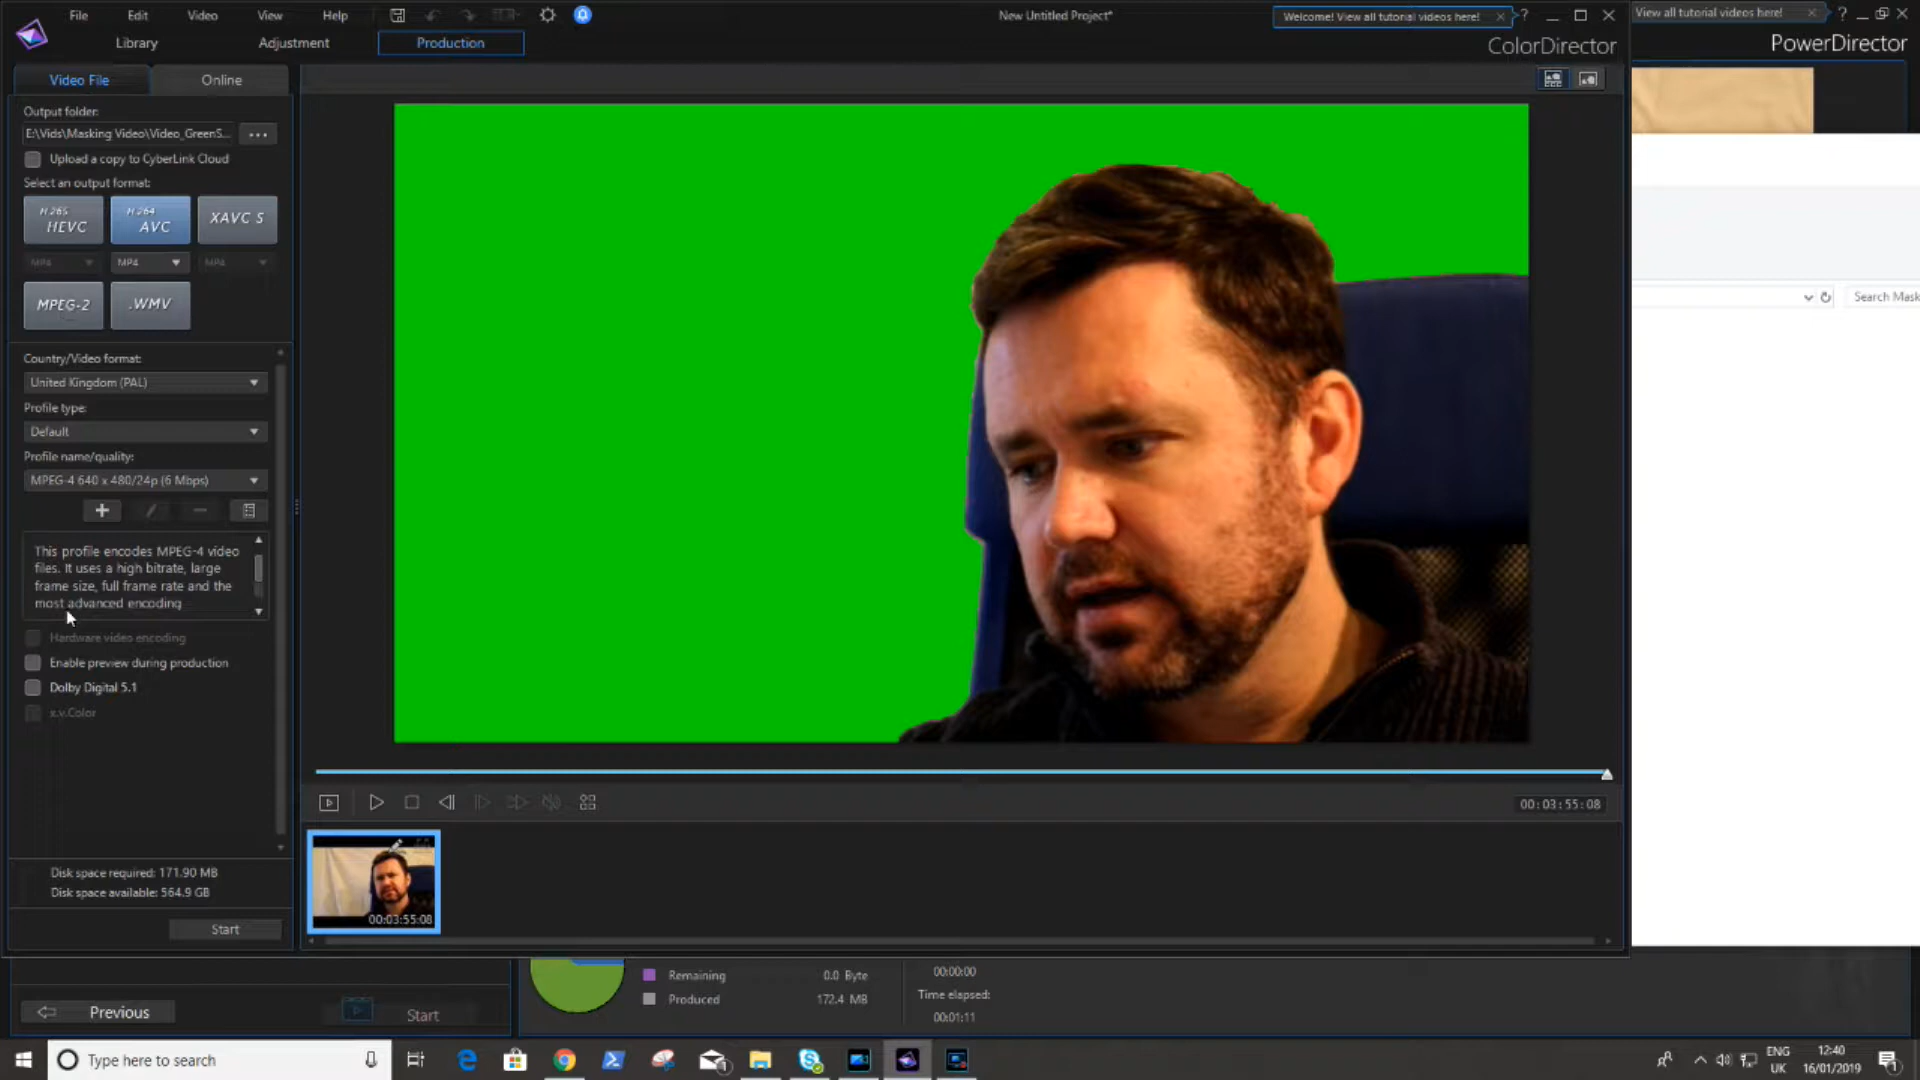 File Edit Video View Help
New Untitled Project*
Welcome! View all tutorial videos here!
View all tutorial videos here!
Library Adjustment Production
ColorDirector
PowerDirector
Video File Online
Output folder:
E:\Vids\Masking Video\Video_GreenS...
Upload a copy to CyberLink Cloud
Select an output format:
H.265 HEVC
H.264 AVC
XAVC S
MP4 MP4 MP4
MPEG-2 .WMV
Search Mask
Country/Video format:
United Kingdom (PAL)
Profile type:
Default
Profile name/quality:
MPEG-4 640 x 480/24p (6 Mbps)
This profile encodes MPEG-4 video
files. It uses a high bitrate, large
frame size, full frame rate and the
most advanced encoding
Hardware video encoding
Enable preview during production
Dolby Digital 5.1
x.v.Color
00:03:55:08
00:03:55:08
Disk space required: 171.90 MB
Disk space available: 564.9 GB
Start
Remaining 0.0 Byte
Produced 172.4 MB
00:00:00
Time elapsed:
00:01:11
Previous Start
Type here to search
ENG
UK
12:40
16/01/2019